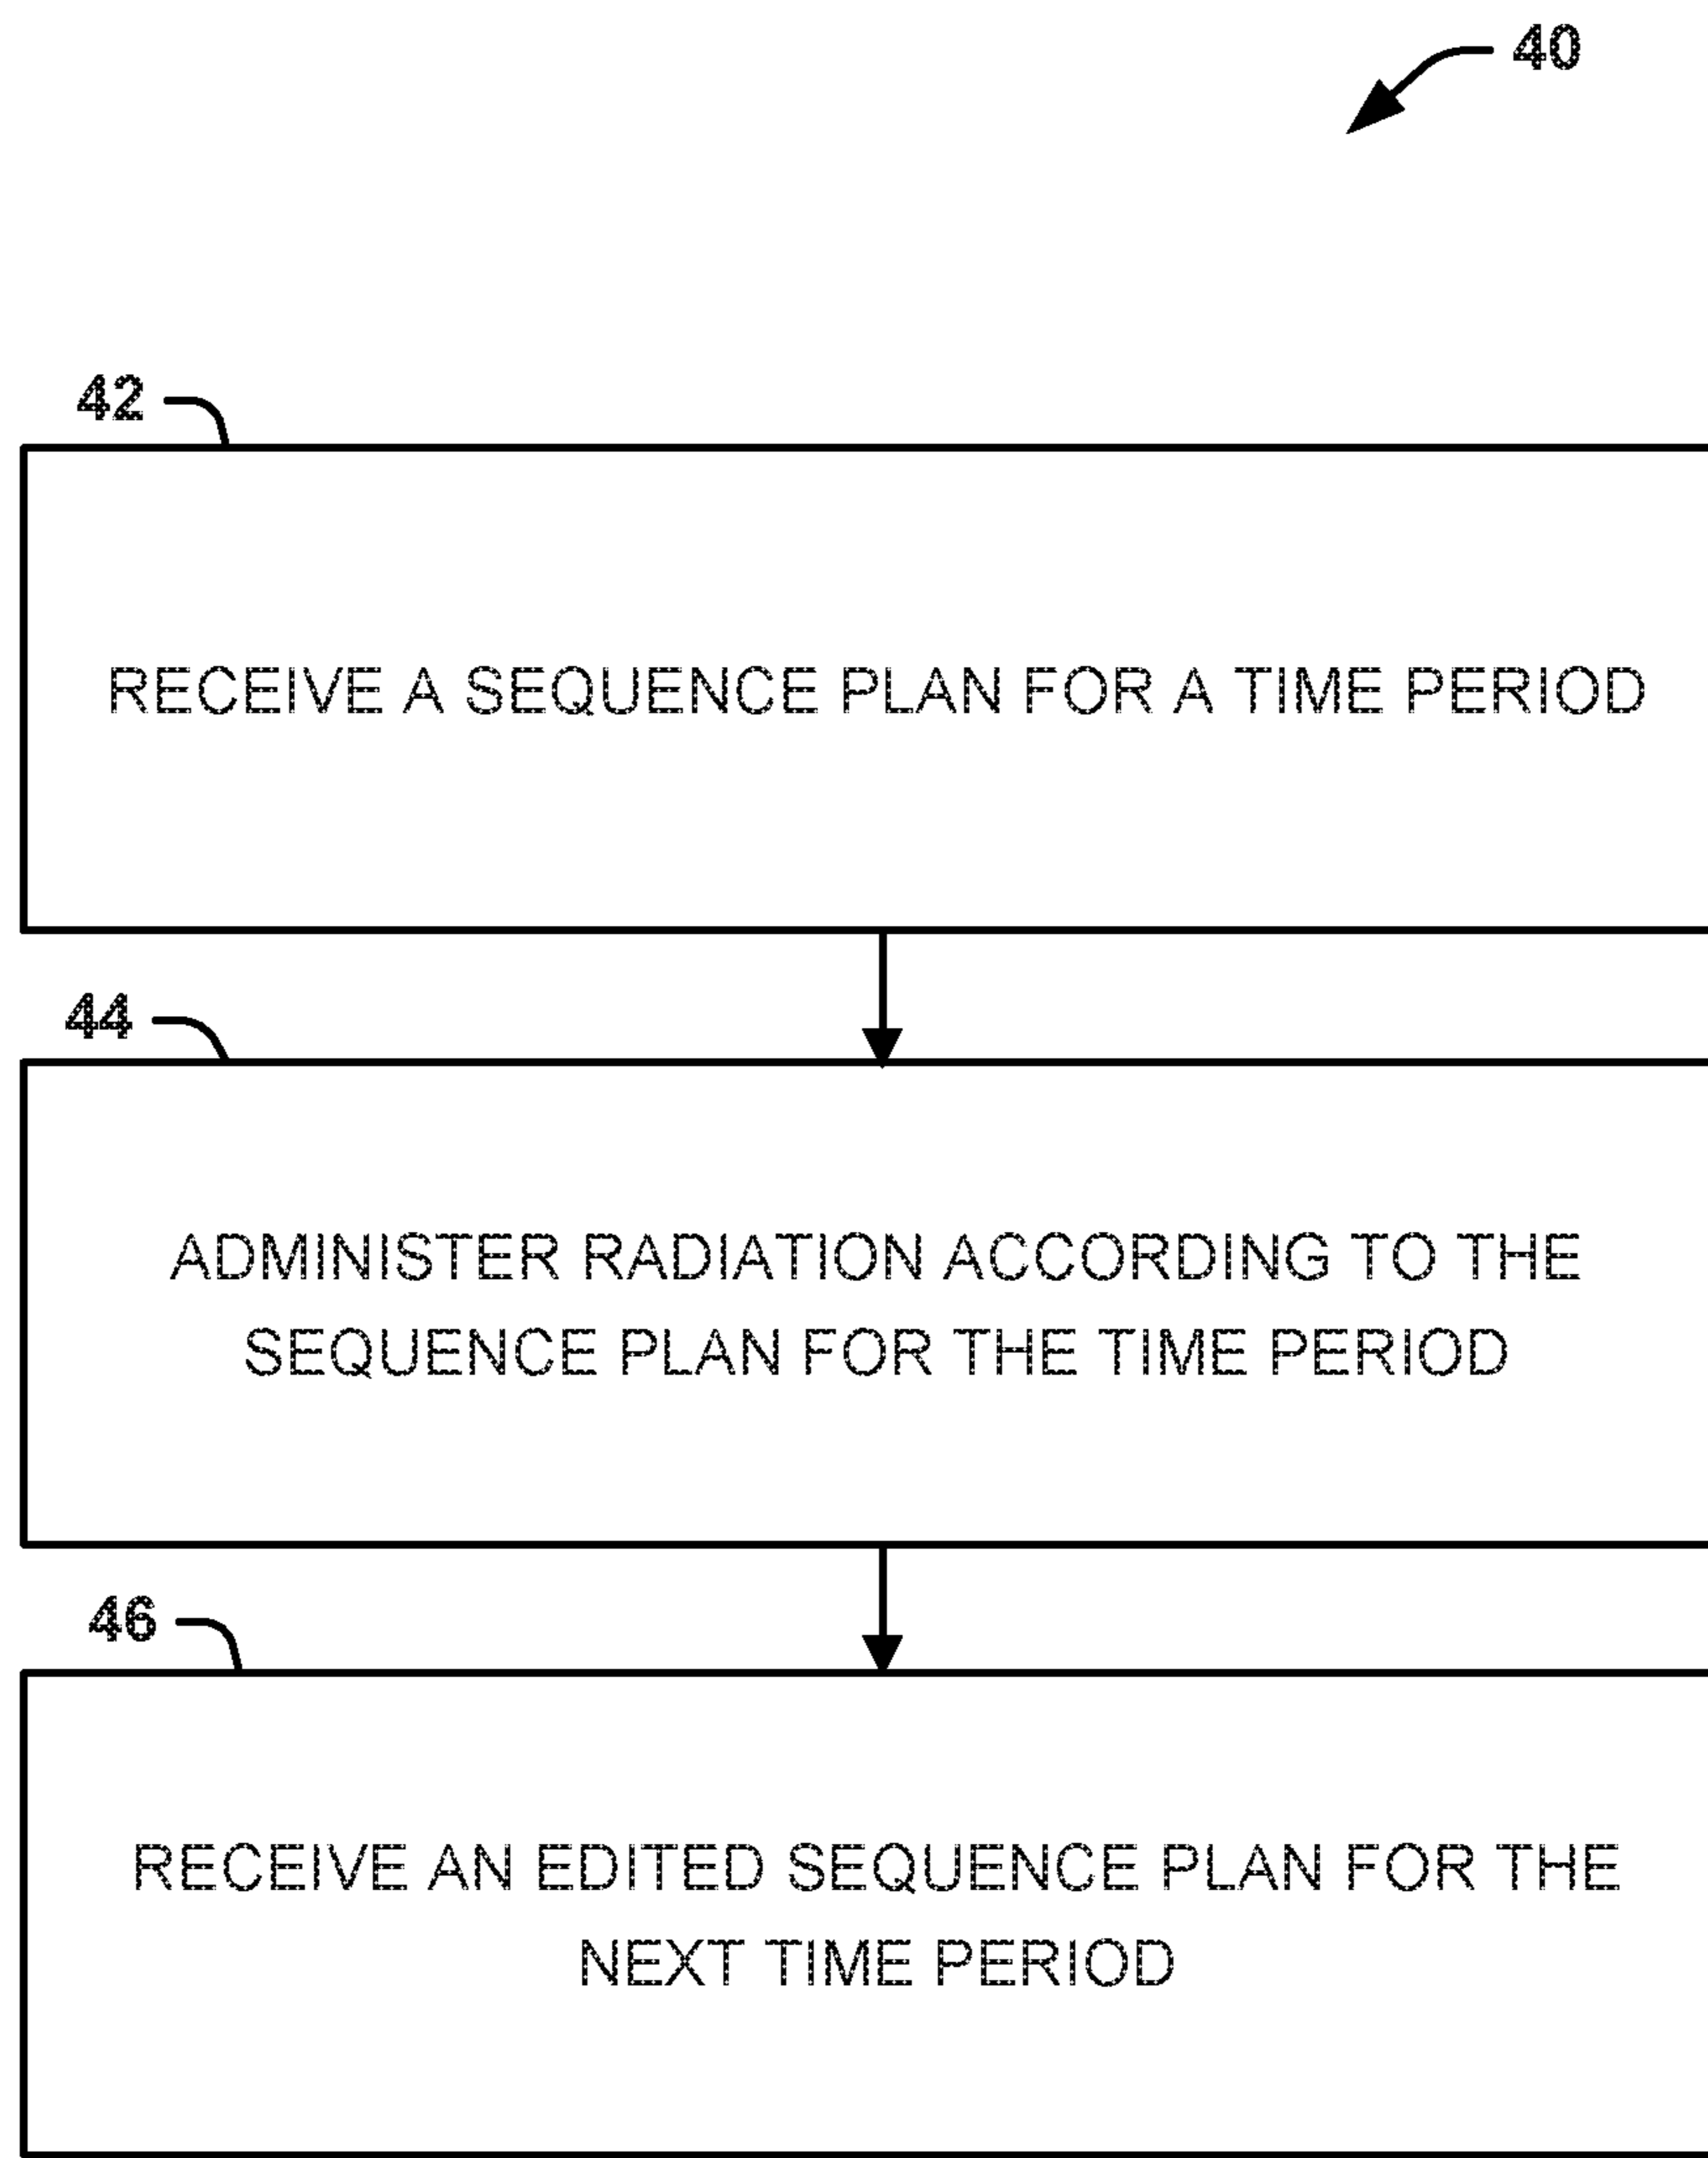 40
42
RECEIVE A SEQUENCE PLAN FOR A TIME PERIOD
44
ADMINISTER RADIATION ACCORDING TO THE
SEQUENCE PLAN FOR THE TIME PERIOD
46
RECEIVE AN EDITED SEQUENCE PLAN FOR THE
NEXT TIME PERIOD